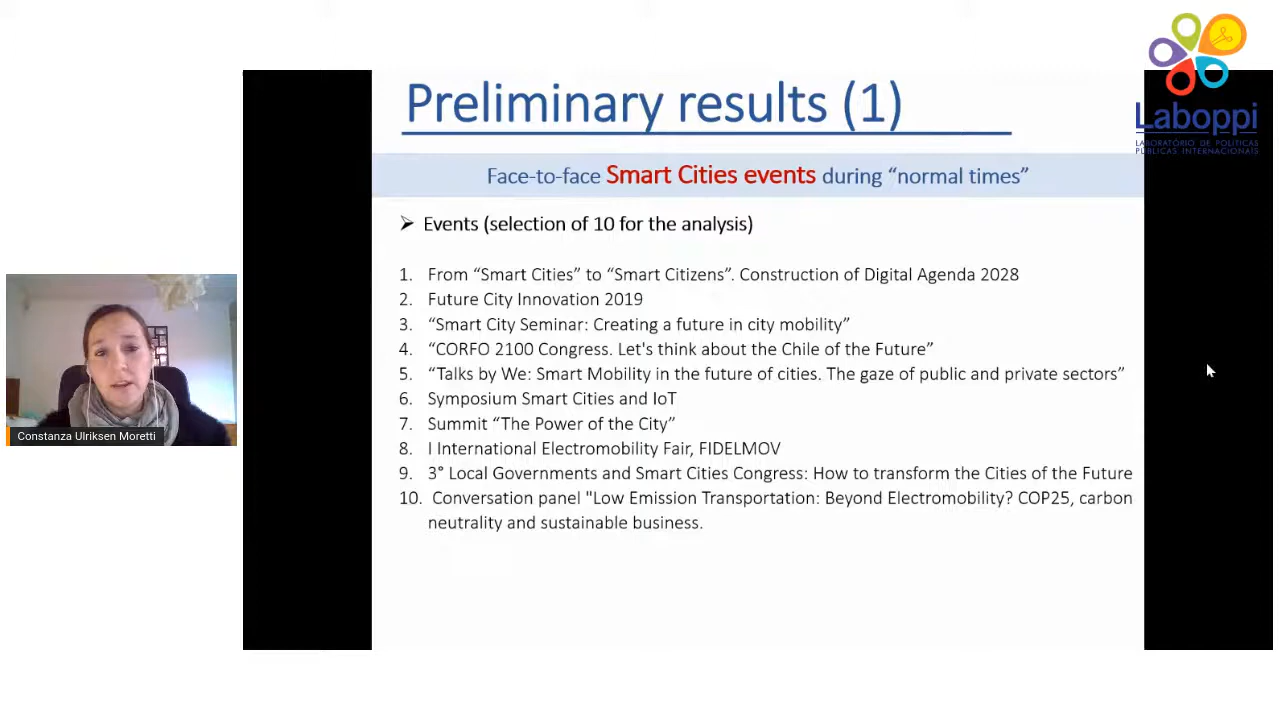 Preliminary results (1)
Face-to-face Smart Cities events during “normal times”
➢ Events (selection of 10 for the analysis)
1. From “Smart Cities” to “Smart Citizens”. Construction of Digital Agenda 2028
2. Future City Innovation 2019
3. “Smart City Seminar: Creating a future in city mobility”
4. “CORFO 2100 Congress. Let's think about the Chile of the Future”
5. “Talks by We: Smart Mobility in the future of cities. The gaze of public and private sectors”
6. Symposium Smart Cities and IoT
7. Summit “The Power of the City”
8. I International Electromobility Fair, FIDELMOV
9. 3° Local Governments and Smart Cities Congress: How to transform the Cities of the Future
10. Conversation panel "Low Emission Transportation: Beyond Electromobility? COP25, carbon
neutrality and sustainable business.
Laboppi
LABORATÓRIO DE POLÍTICAS
PÚBLICAS INTERNACIONAIS
Constanza Ulriksen Moretti